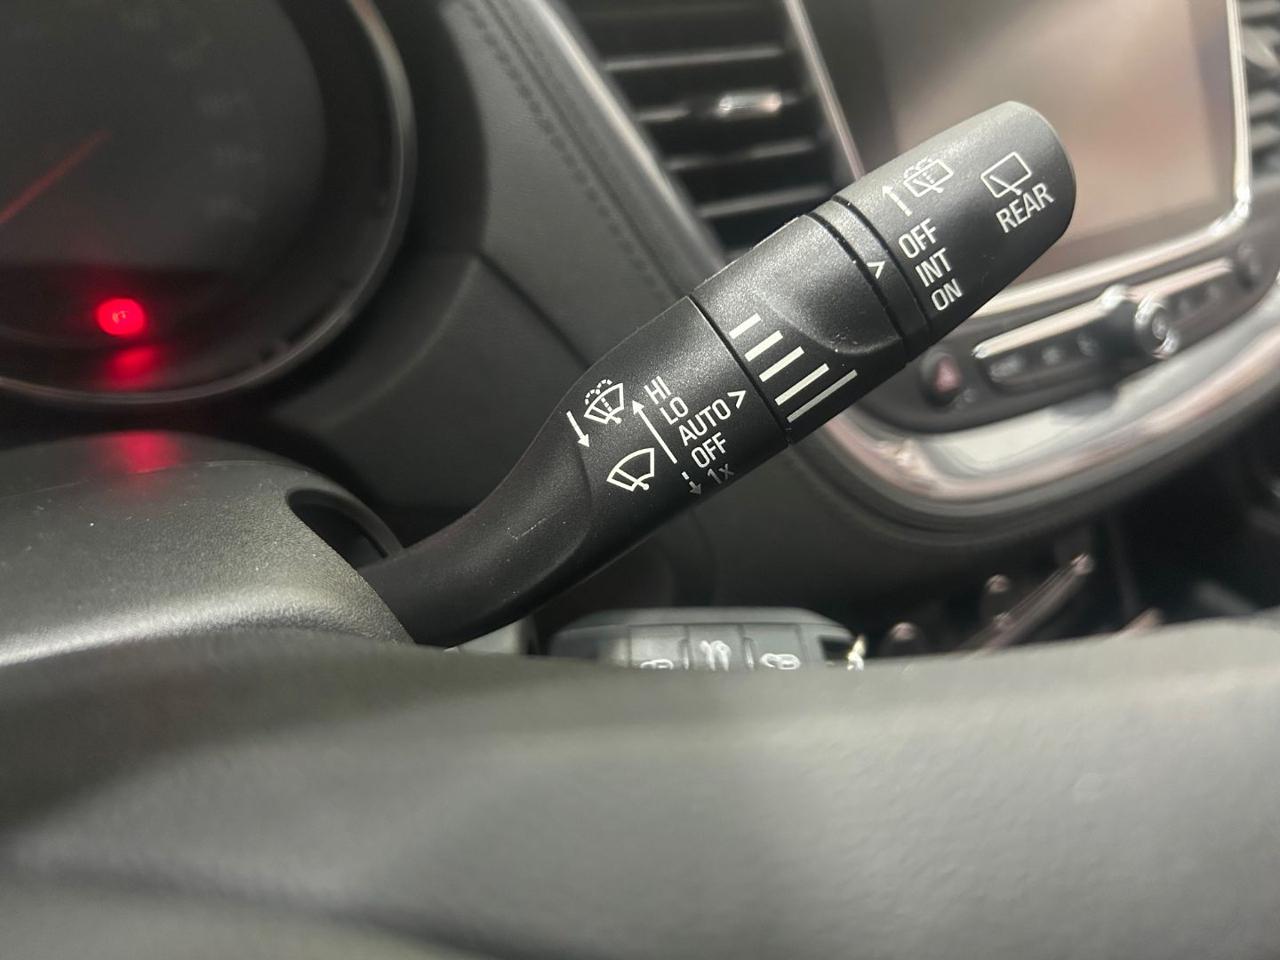 HI
LO
AUTO >
OFF
1x
>
OFF
INT
ON
REAR